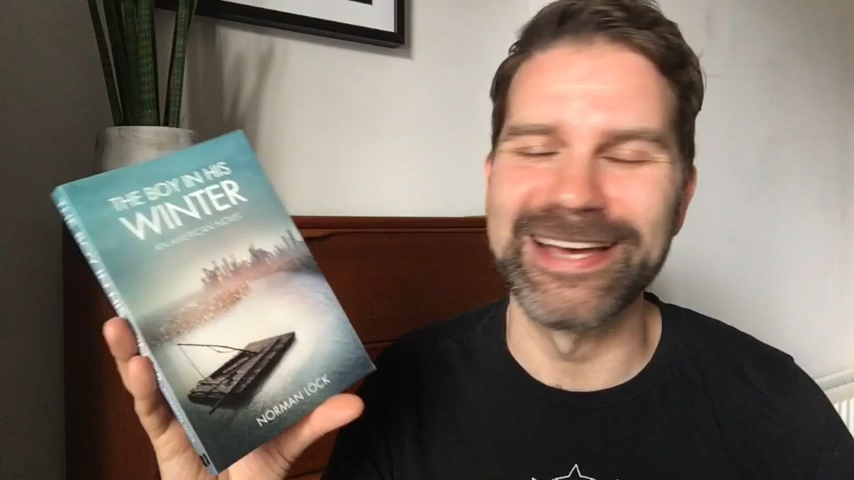 THE BOY IN HIS
WINTER
AN AMERICAN NOVEL
NORMAN LOCK